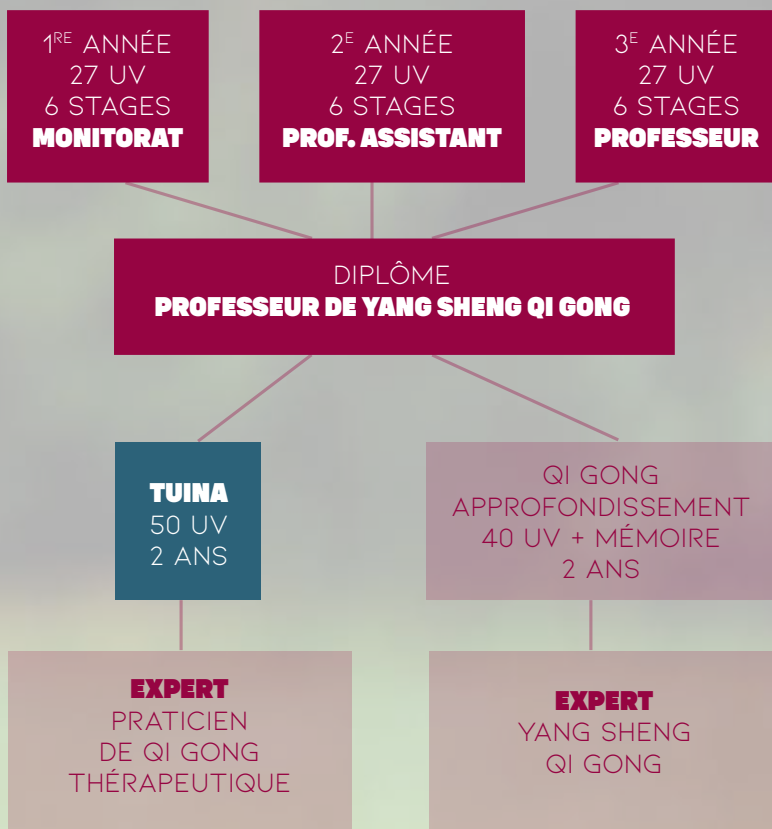 1RE ANNÉE
27 UV
6 STAGES
MONITORAT
2E ANNÉE
27 UV
6 STAGES
PROF. ASSISTANT
3E ANNÉE
27 UV
6 STAGES
PROFESSEUR
DIPLÔME
PROFESSEUR DE YANG SHENG QI GONG
TUINA
50 UV
2 ANS
QI GONG
APPROFONDISSEMENT
40 UV + MÉMOIRE
2 ANS
EXPERT
PRATICIEN
DE QI GONG
THÉRAPEUTIQUE
EXPERT
YANG SHENG
QI GONG